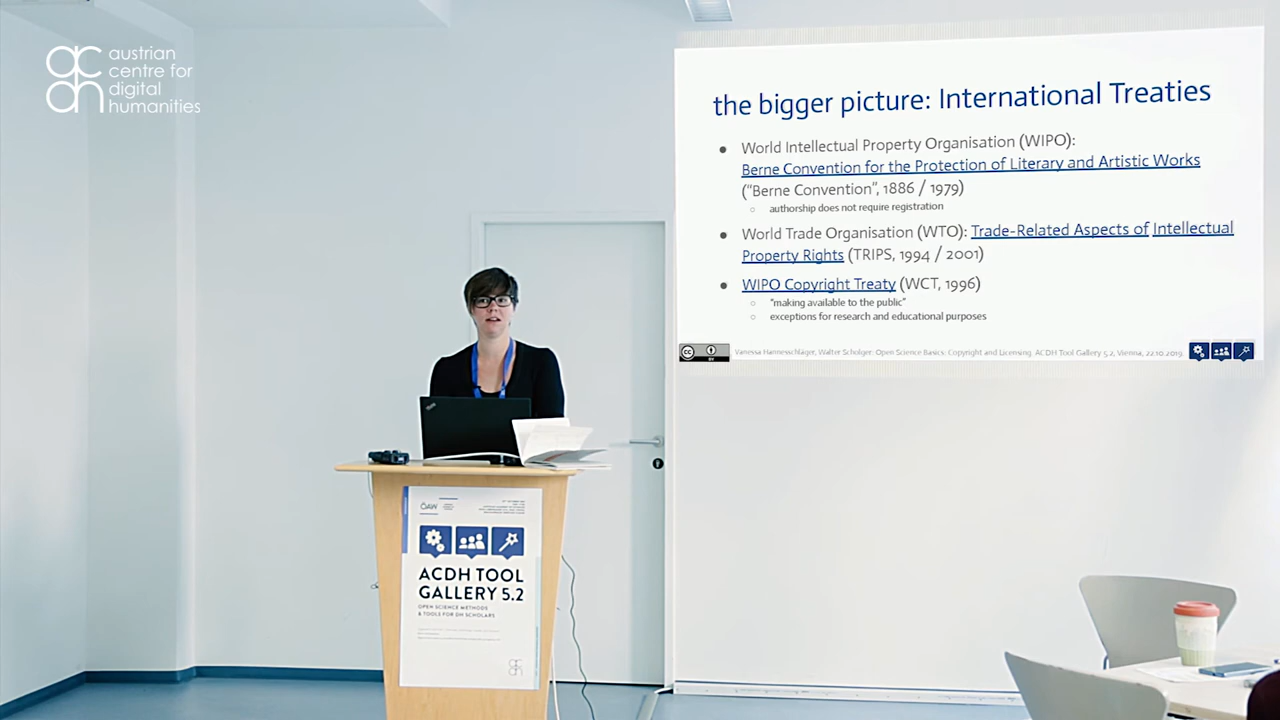 austrian
centre for
digital
humanities
the bigger picture: International Treaties
World Intellectual Property Organisation (WIPO):
Berne Convention for the Protection of Literary and Artistic Works
("Berne Convention", 1886 / 1979)
authorship does not require registration
World Trade Organisation (WTO): Trade-Related Aspects of Intellectual
Property Rights (TRIPS, 1994 / 2001)
WIPO Copyright Treaty (WCT, 1996)
"making available to the public"
exceptions for research and educational purposes
cc BY
Vanessa Hannesschläger, Walter Scholger: Open Science Basics: Copyright and Licensing. ACDH Tool Gallery 5.2, Vienna, 22.10.2019.
ÖAW
ACDH TOOL
GALLERY 5.2
OPEN SCIENCE METHODS
& TOOLS FOR DH SCHOLARS